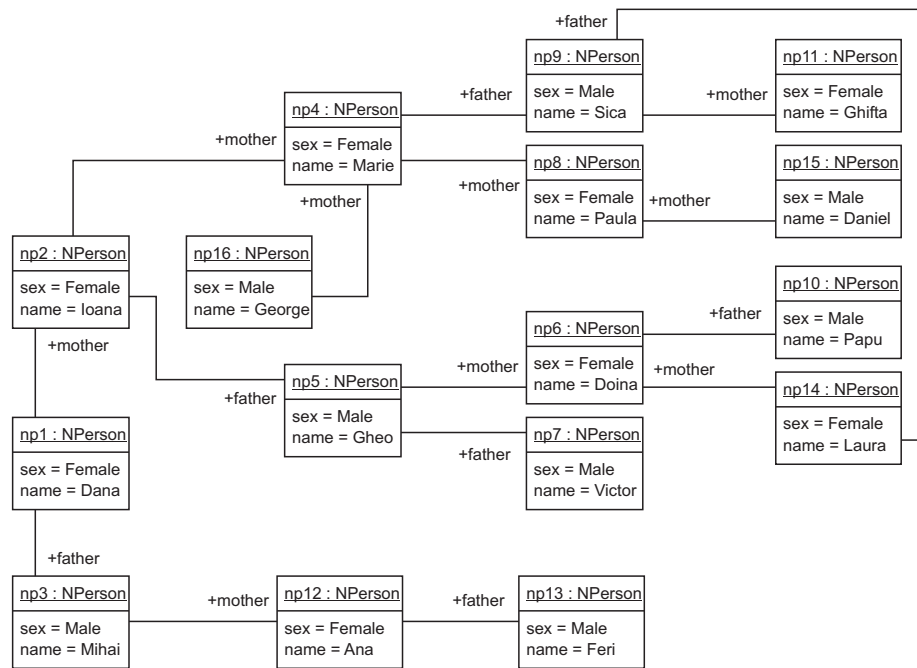 +father
np9 : NPerson
sex = Male
name = Sica
np11 : NPerson
sex = Female
name = Ghifta
+father
+mother
np4 : NPerson
sex = Female
name = Marie
+mother
+mother
+mother
np8 : NPerson
sex = Female
name = Paula
np15 : NPerson
sex = Male
name = Daniel
+mother
np2 : NPerson
sex = Female
name = Ioana
+mother
np16 : NPerson
sex = Male
name = George
np6 : NPerson
sex = Female
name = Doina
np10 : NPerson
sex = Male
name = Papu
+father
+mother
+mother
+father
np5 : NPerson
sex = Male
name = Gheo
np14 : NPerson
sex = Female
name = Laura
np1 : NPerson
sex = Female
name = Dana
np7 : NPerson
sex = Male
name = Victor
+father
+father
np3 : NPerson
sex = Male
name = Mihai
+mother
np12 : NPerson
sex = Female
name = Ana
+father
np13 : NPerson
sex = Male
name = Feri